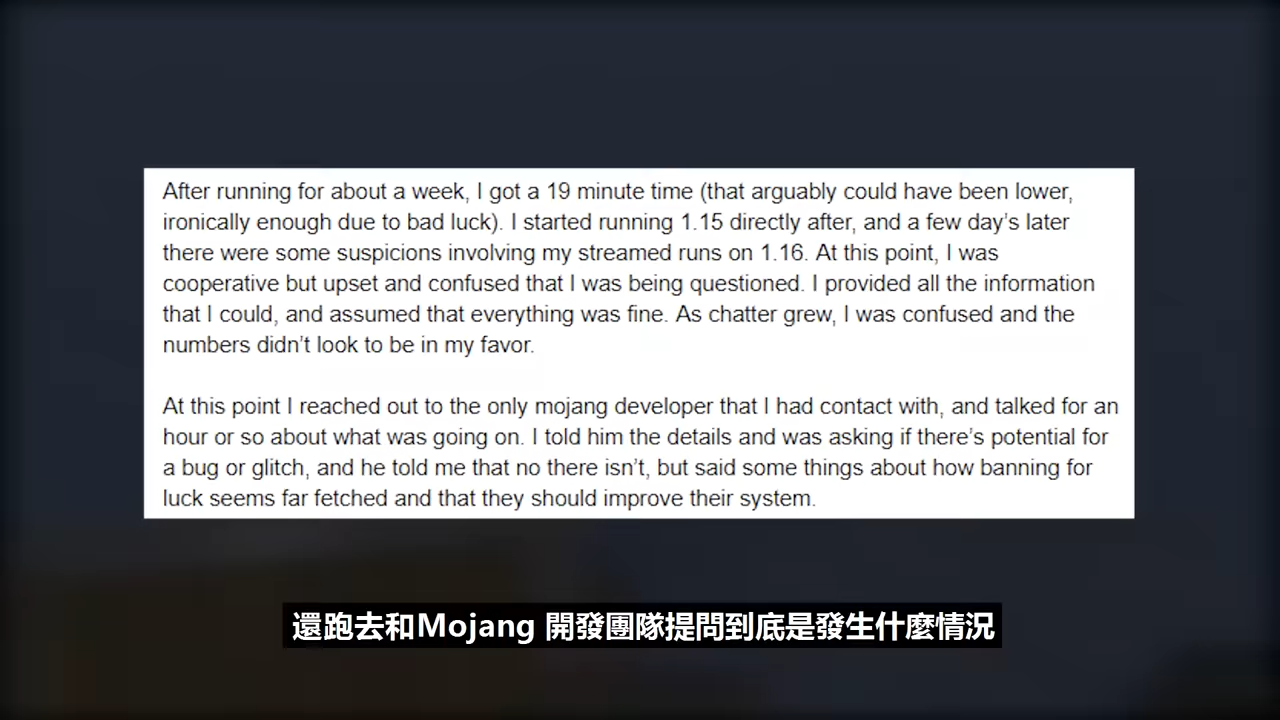 After running for about a week, I got a 19 minute time (that arguably could have been lower,
ironically enough due to bad luck). I started running 1.15 directly after, and a few day's later
there were some suspicions involving my streamed runs on 1.16. At this point, I was
cooperative but upset and confused that I was being questioned. I provided all the information
that I could, and assumed that everything was fine. As chatter grew, I was confused and the
numbers didn't look to be in my favor.
At this point I reached out to the only mojang developer that I had contact with, and talked for an
hour or so about what was going on. I told him the details and was asking if there's potential for
a bug or glitch, and he told me that no there isn't, but said some things about how banning for
luck seems far fetched and that they should improve their system.
還跑去和Mojang 開發團隊提問到底是發生什麼情況